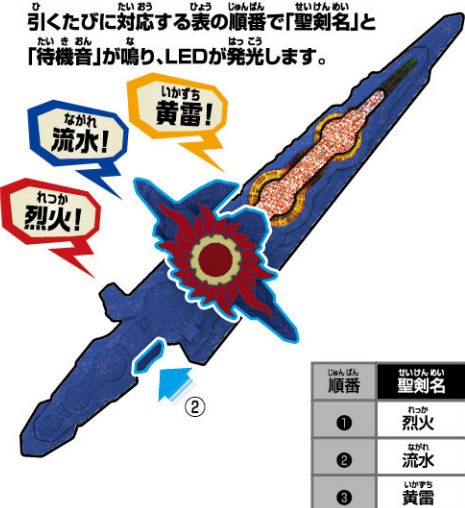 引くたびに対応する表の順番で「聖剣名」と
「待機音」が鳴り、LEDが発光します。
黄雷!
流水!
烈火!
②
順番 聖剣名
❶ 烈火
❷ 流水
❸ 黄雷